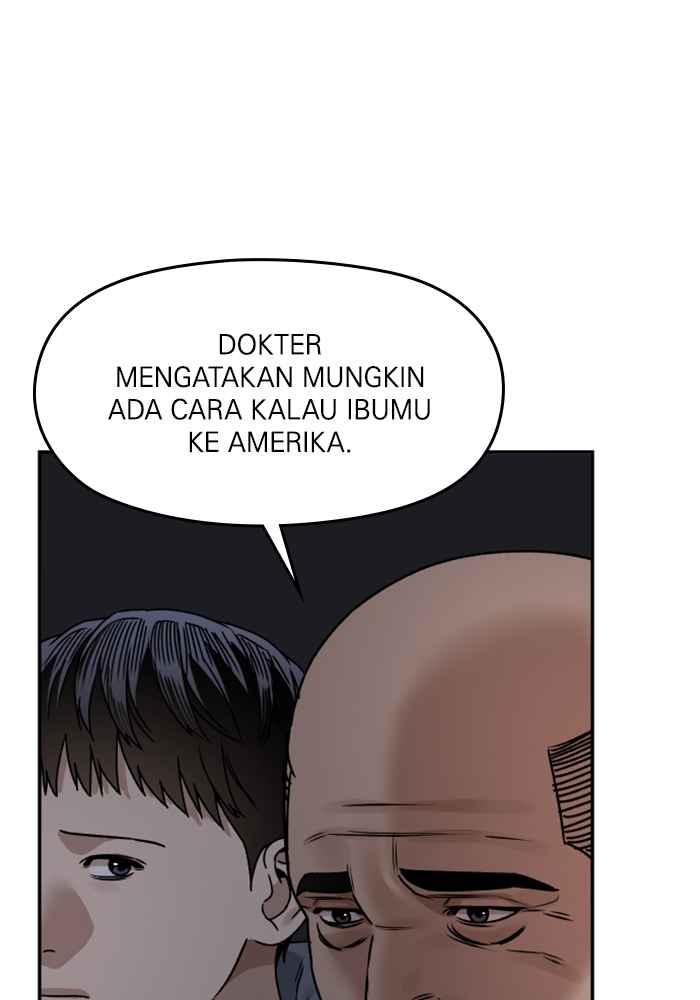 DOKTER
MENGATAKAN MUNGKIN
ADA CARA KALAU IBUMU
KE AMERIKA.